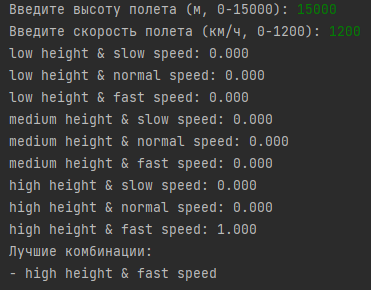 Введите высоту полета (м, 0-15000): 15000
Введите скорость полета (км/ч, 0-1200): 1200
low height & slow speed: 0.000
low height & normal speed: 0.000
low height & fast speed: 0.000
medium height & slow speed: 0.000
medium height & normal speed: 0.000
medium height & fast speed: 0.000
high height & slow speed: 0.000
high height & normal speed: 0.000
high height & fast speed: 1.000
Лучшие комбинации:
- high height & fast speed